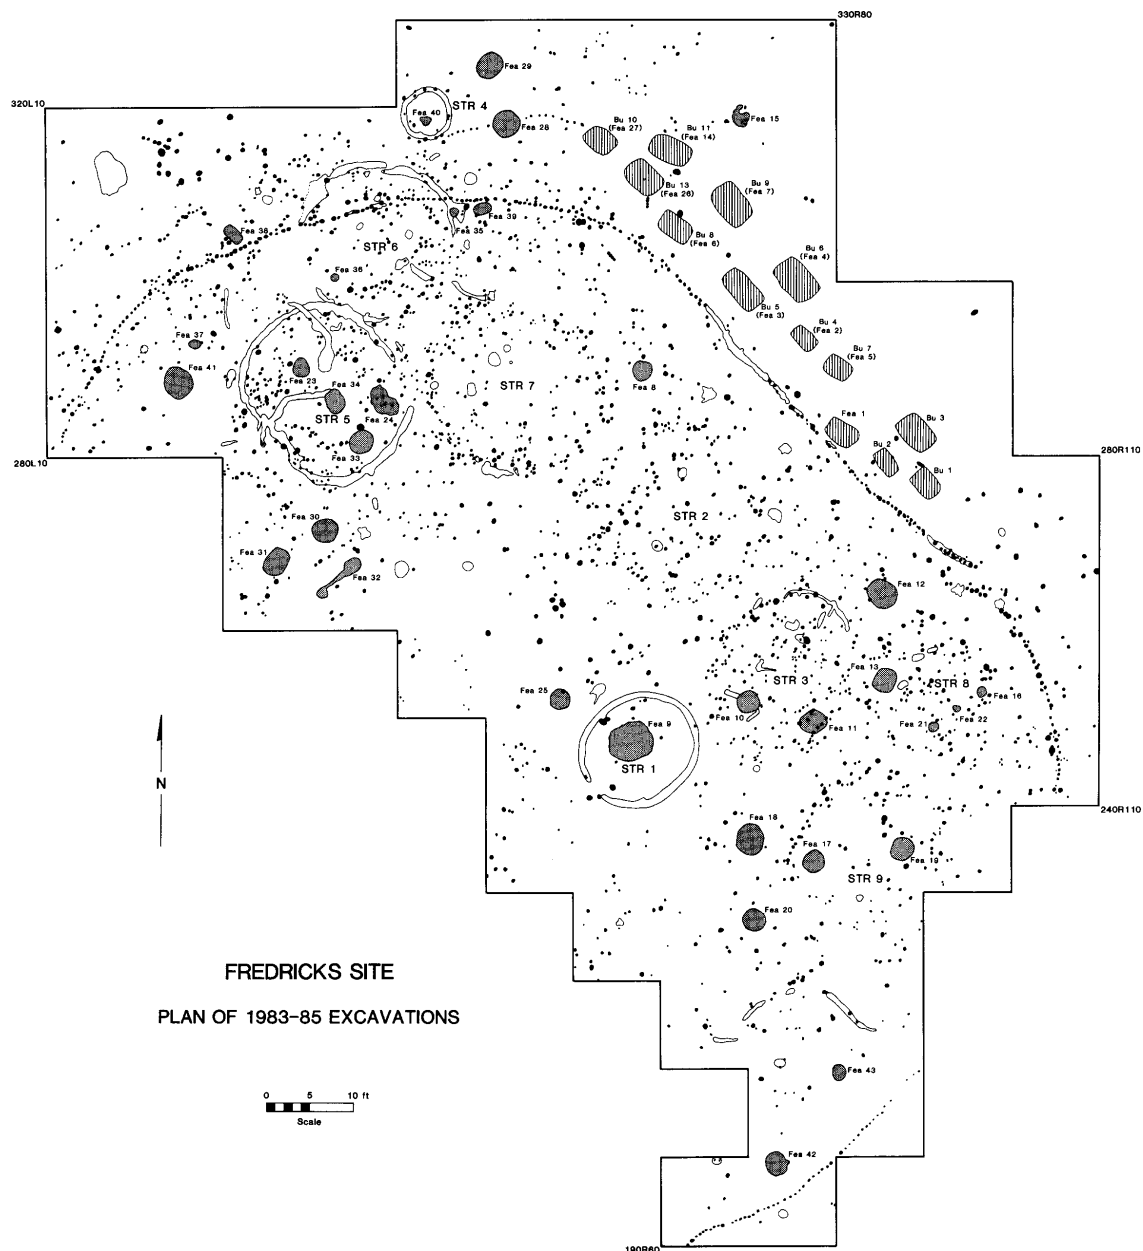 330R80
Fea 29
320L10
STR 4
Fea 40
Fea 28
Fea 15
Bu 10
(Fea 27)
Bu 11
(Fea 14)
Bu 13
(Fea 26)
Bu 9
(Fea 7)
Fea 39
Fea 35
Fea 38
STR 6
Bu 8
(Fea 6)
Bu 6
(Fea 4)
Fea 36
Bu 5
(Fea 3)
Bu 4
(Fea 2)
Fea 37
Bu 7
(Fea 5)
Fea 41
Fea 23
Fea 34
STR 7
Fea 8
STR 5
Fea 24
Fea 1
Bu 3
Fea 33
Bu 2
280L10
280R110
Bu 1
STR 2
Fea 30
Fea 31
Fea 32
Fea 12
Fea 13
STR 3
STR 8
Fea 25
Fea 16
Fea 10
Fea 22
Fea 9
Fea 21
Fea 11
N
STR 1
240R110
Fea 18
Fea 17
Fea 19
STR 9
Fea 20
FREDRICKS SITE
PLAN OF 1983-85 EXCAVATIONS
Fea 43
0 5 10 ft
Scale
Fea 42
190R60